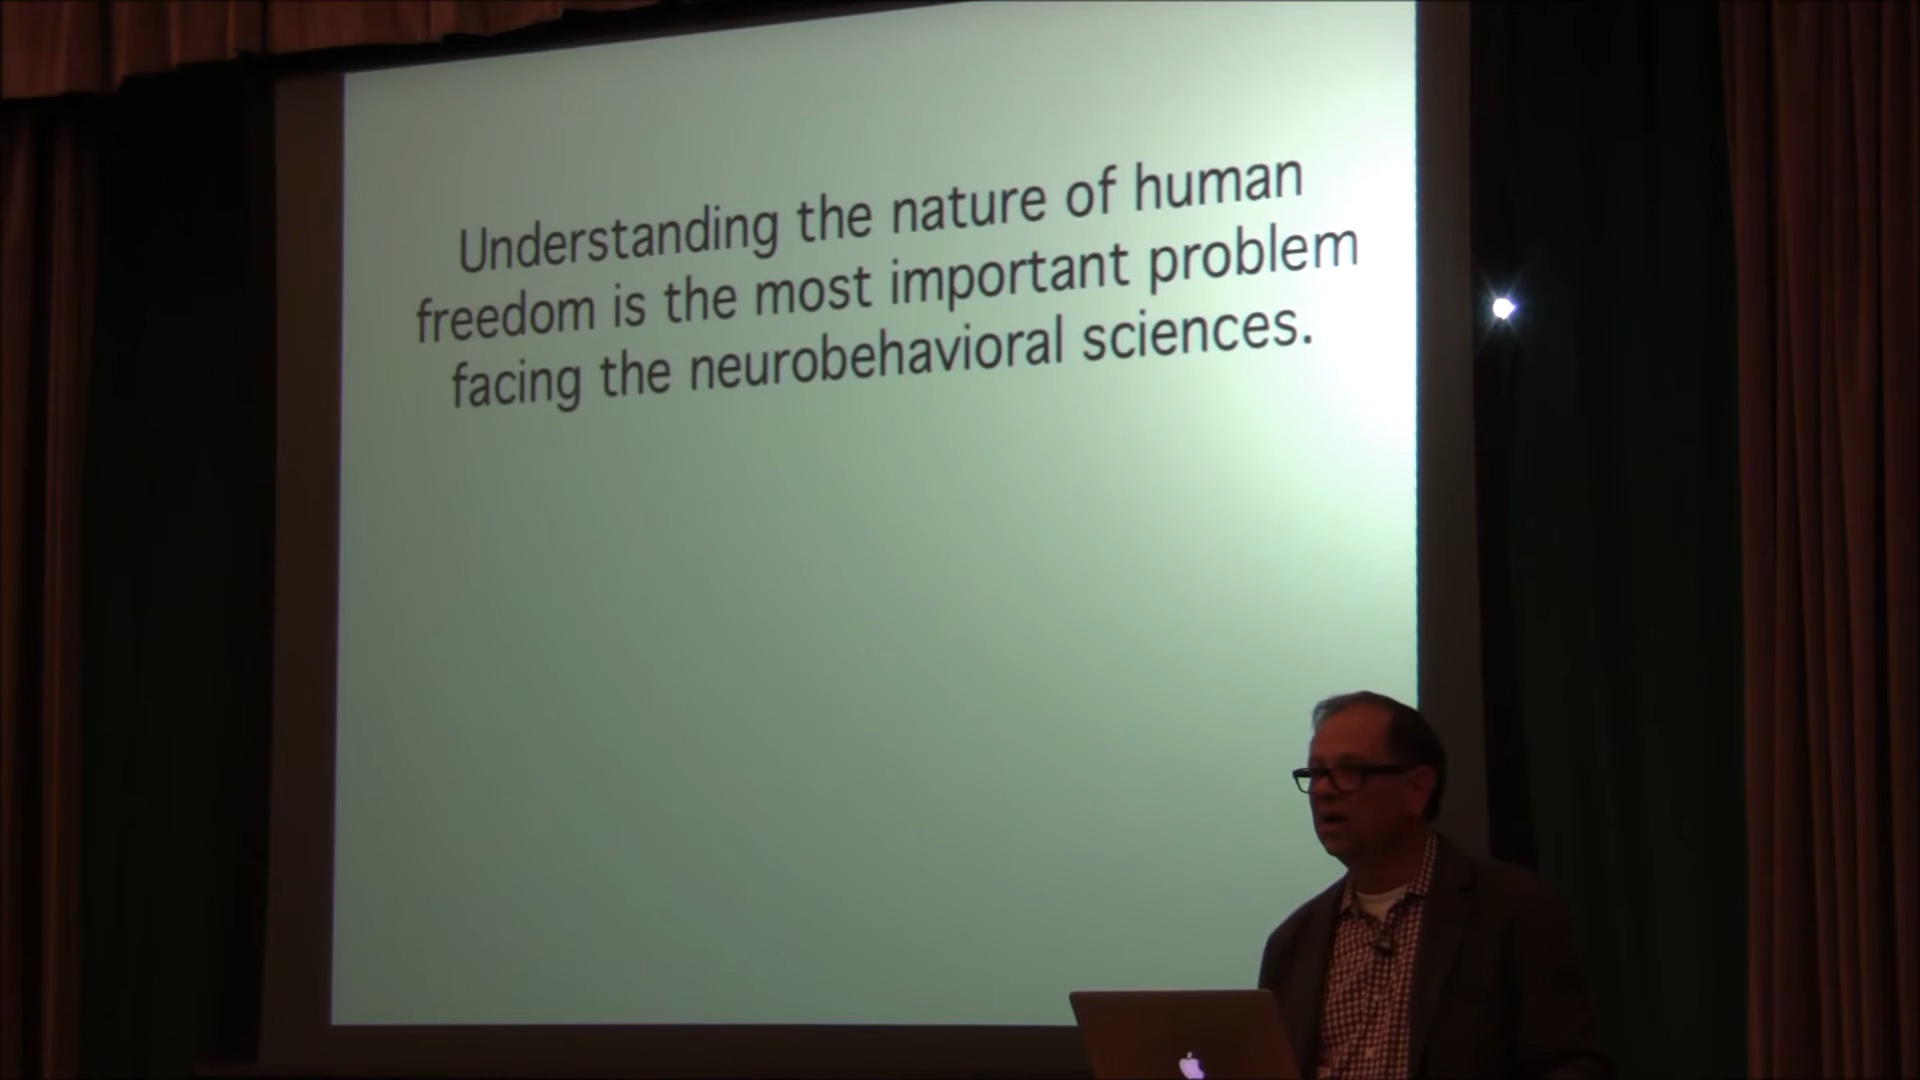 Understanding the nature of human
freedom is the most important problem
facing the neurobehavioral sciences.